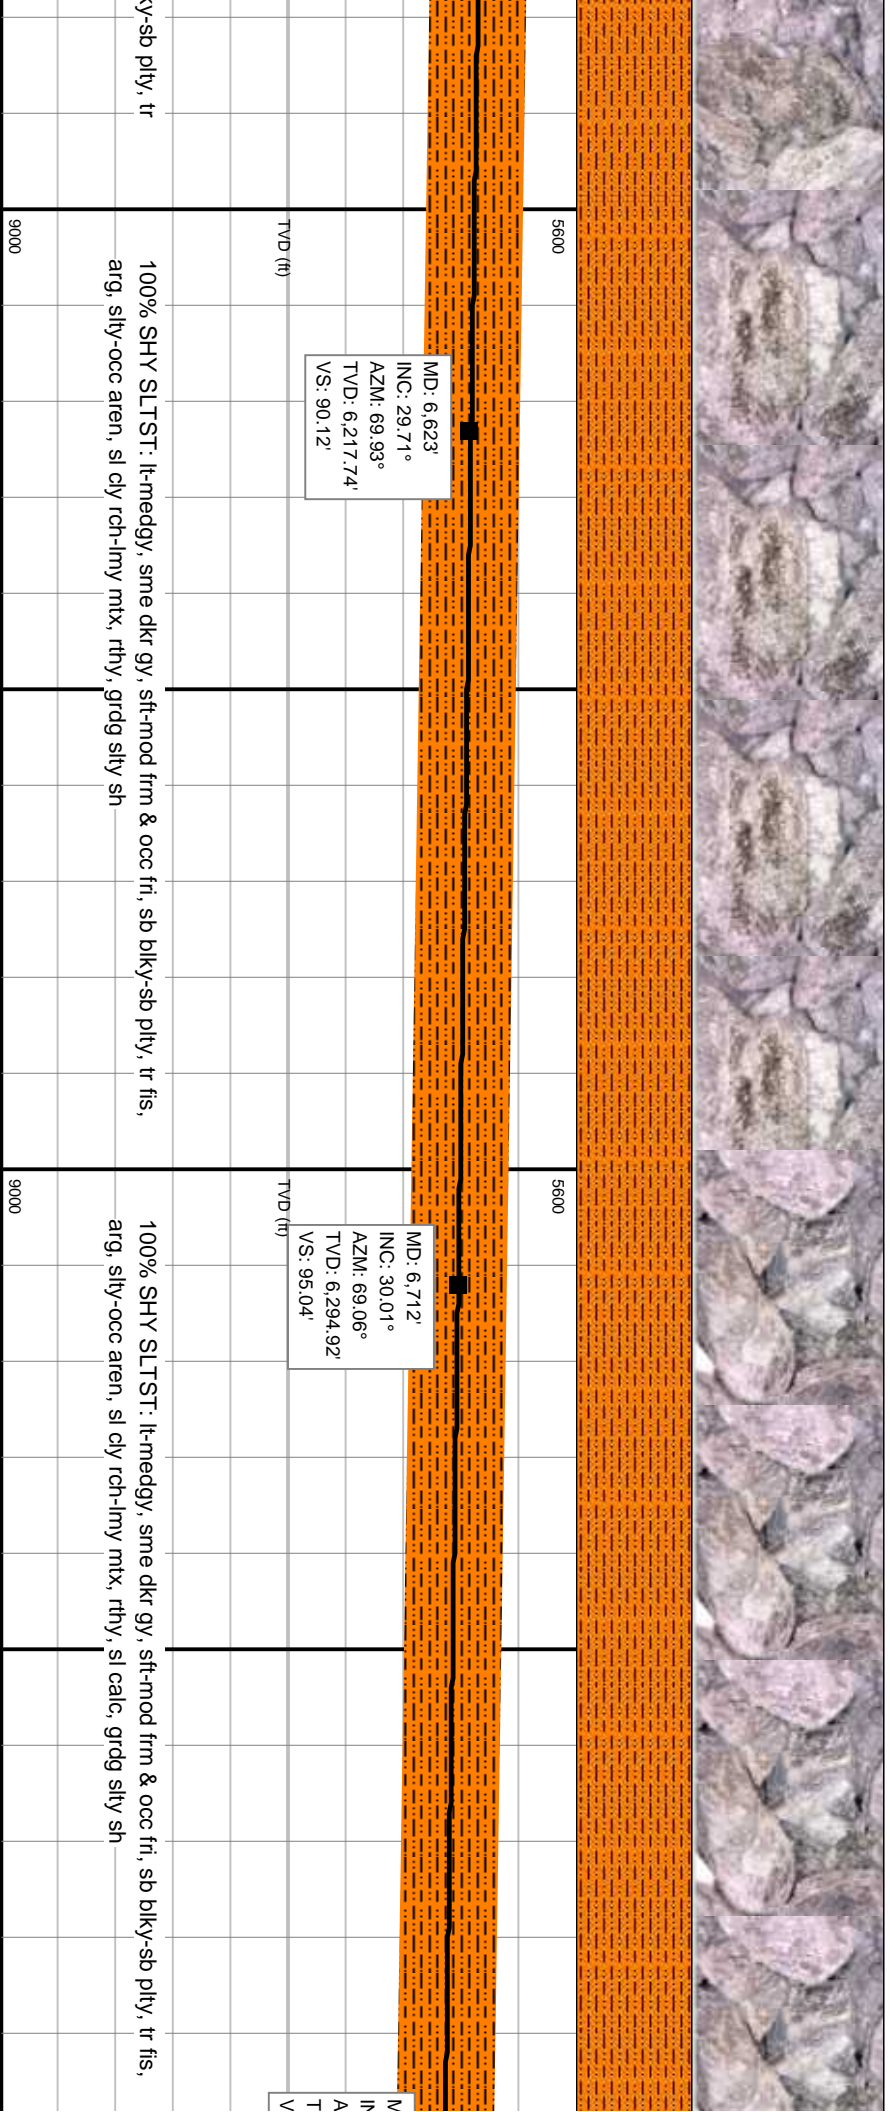 ky-sb plty, tr
5600
TVD (ft)
9000
100% SHY SLTST: lt-medgy, sme dkr gy, sft-mod frm & occ fri, sb blky-sb plty, tr fis,
arg, slty-occ aren, sl cly rch-lmy mtx, rthy, grdg slty sh
MD: 6,623'
INC: 29.71°
AZM: 69.93°
TVD: 6,217.74'
VS: 90.12'
5600
TVD (ft)
9000
100% SHY SLTST: lt-medgy, sme dkr gy, sft-mod frm & occ fri, sb blky-sb plty, tr fis,
arg, slty-occ aren, sl cly rch-lmy mtx, rthy, sl calc, grdg slty sh
MD: 6,712'
INC: 30.01°
AZM: 69.06°
TVD: 6,294.92'
VS: 95.04'
M
IN
A
T
V